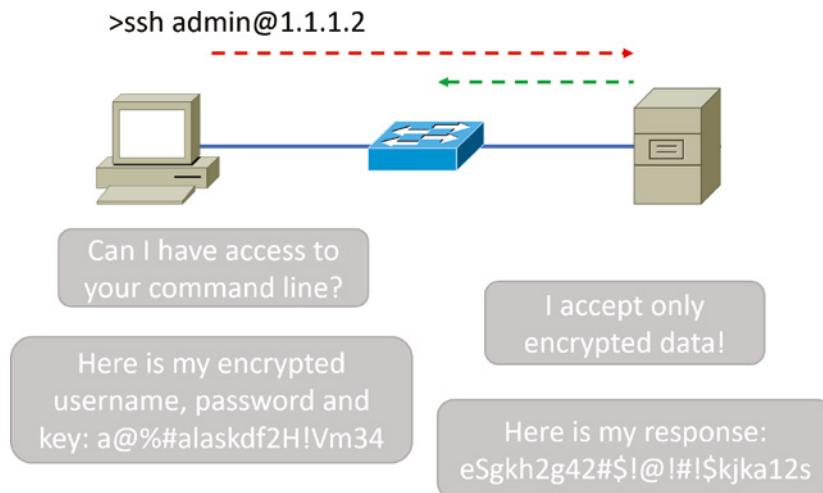 >ssh admin@1.1.1.2
Can I have access to
your command line?
I accept only
encrypted data!
Here is my encrypted
username, password and
key: a@%#alaskdf2H!Vm34
Here is my response:
eSgkh2g42#$!@!#!$kjka12s